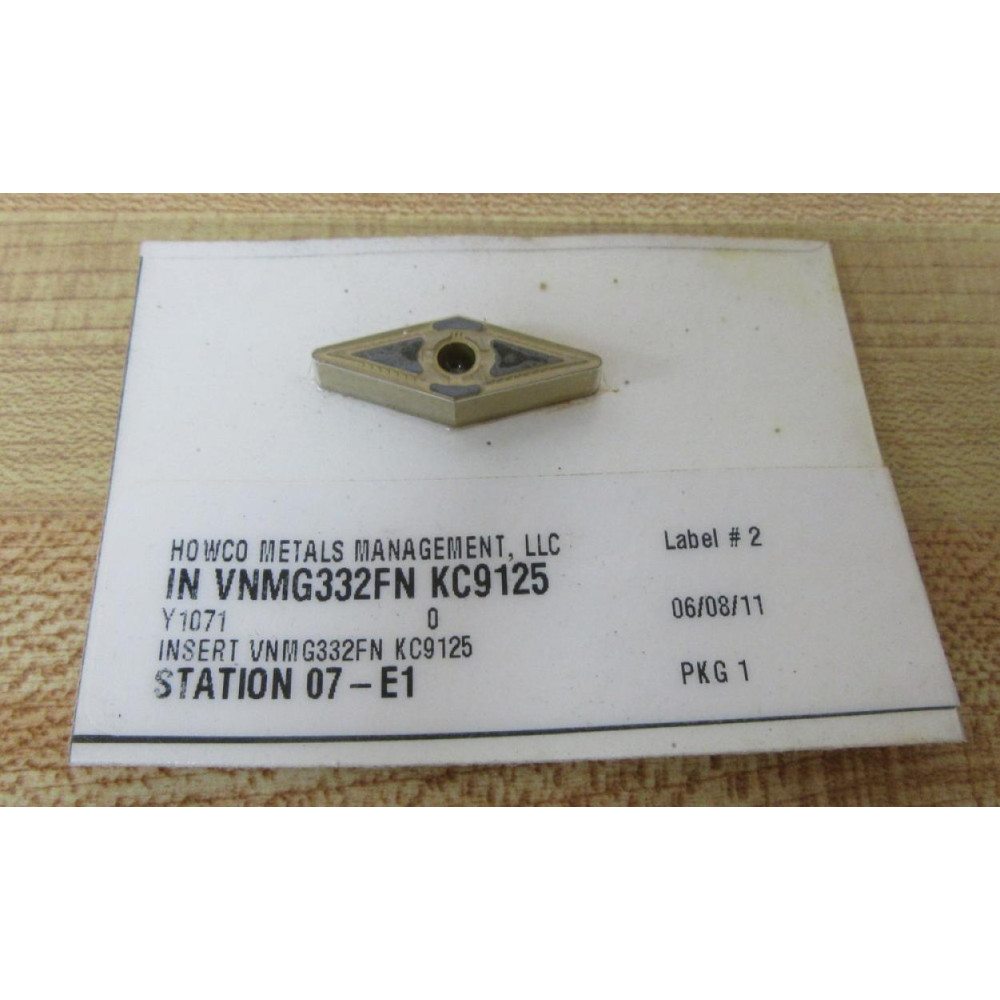 HOWCO METALS MANAGEMENT, LLC Label # 2
IN VNMG332FN KC9125
Y1071 0 06/08/11
INSERT VNMG332FN KC9125
STATION 07-E1 PKG 1